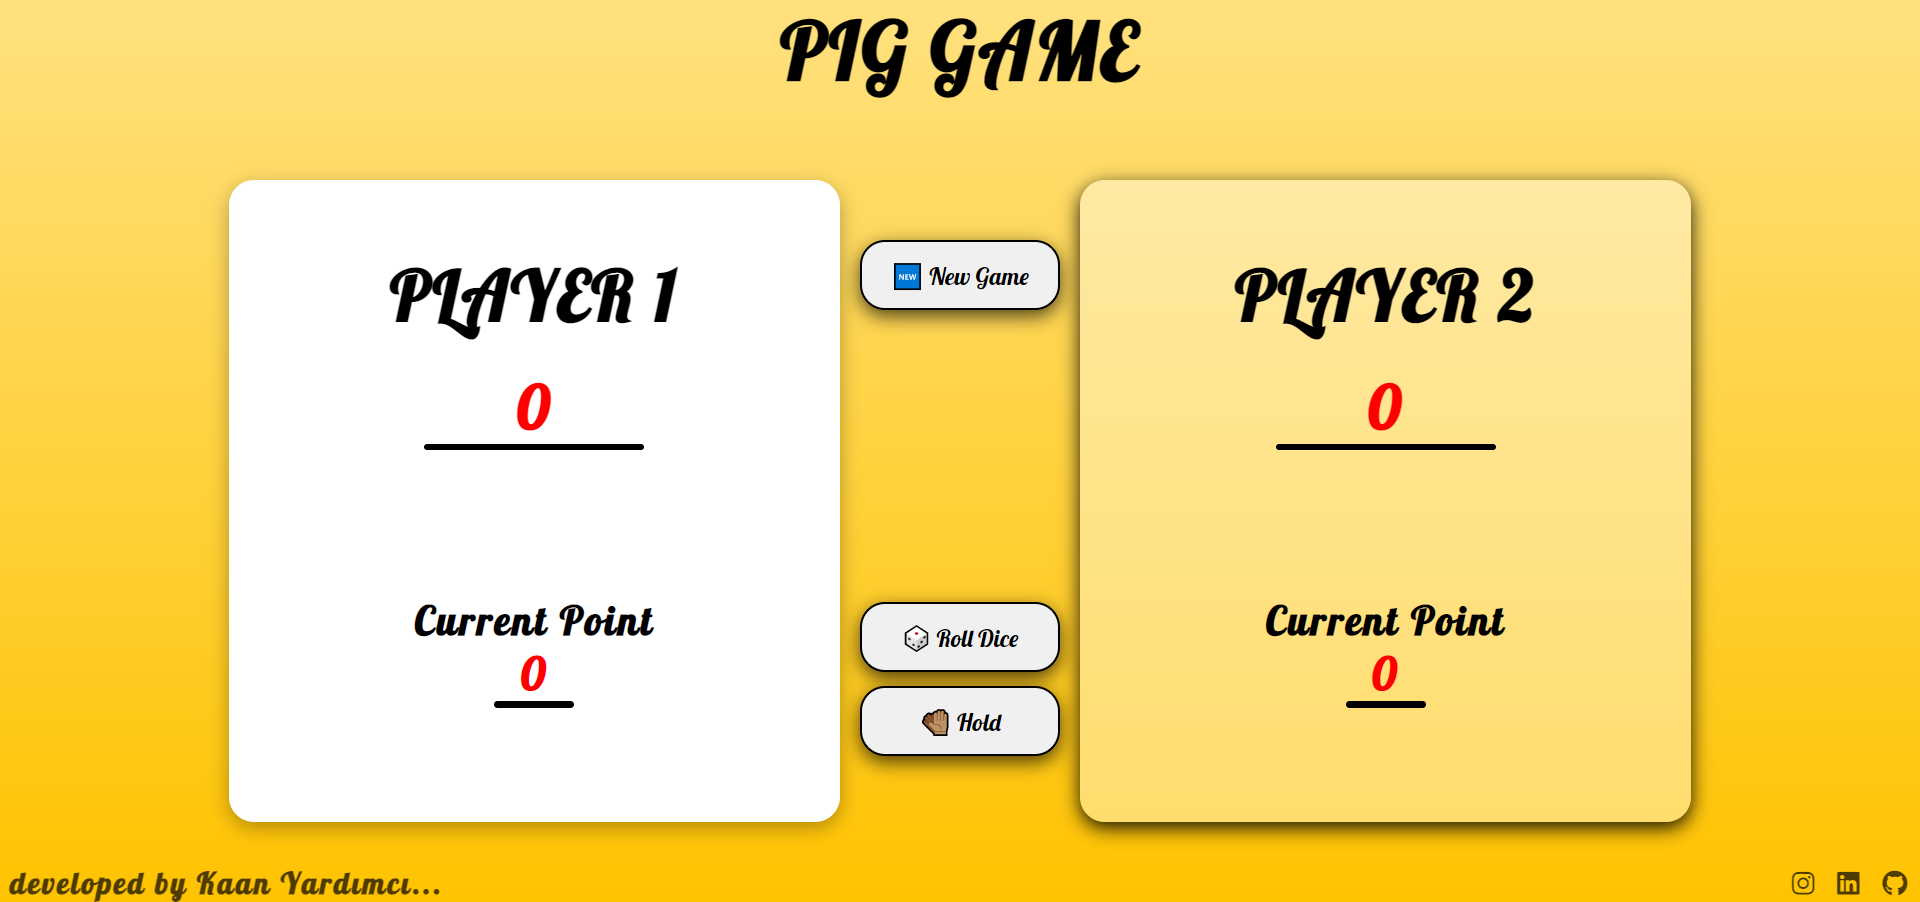 PIG GAME
PLAYER 1
0
Current Point
0
NEW New Game
Roll Dice
Hold
PLAYER 2
0
Current Point
0
developed by Kaan Yardımcı...